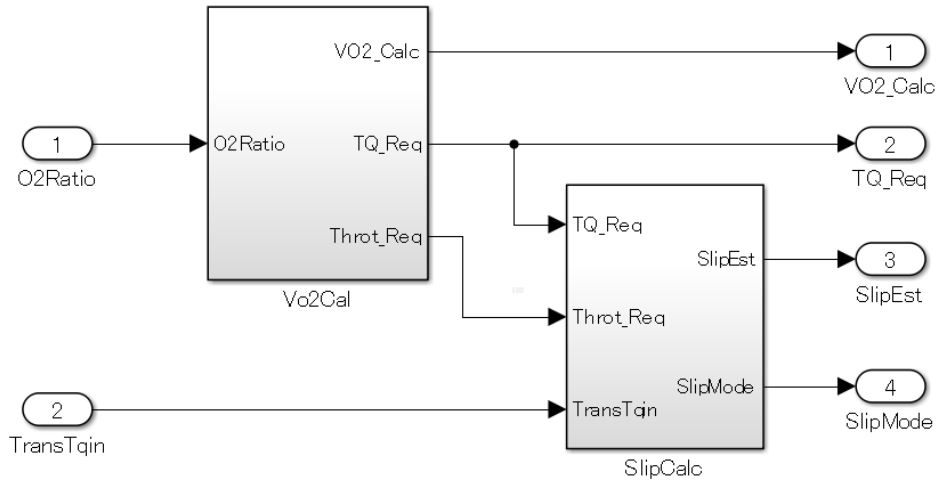 VO2_Calc
1
VO2_Calc
1
O2Ratio
O2Ratio
TQ_Req
2
TQ_Req
Throt_Req
Vo2Cal
TQ_Req
SlipEst
3
SlipEst
Throt_Req
2
TransTqin
TransTqin
SlipMode
4
SlipMode
SlipCalc